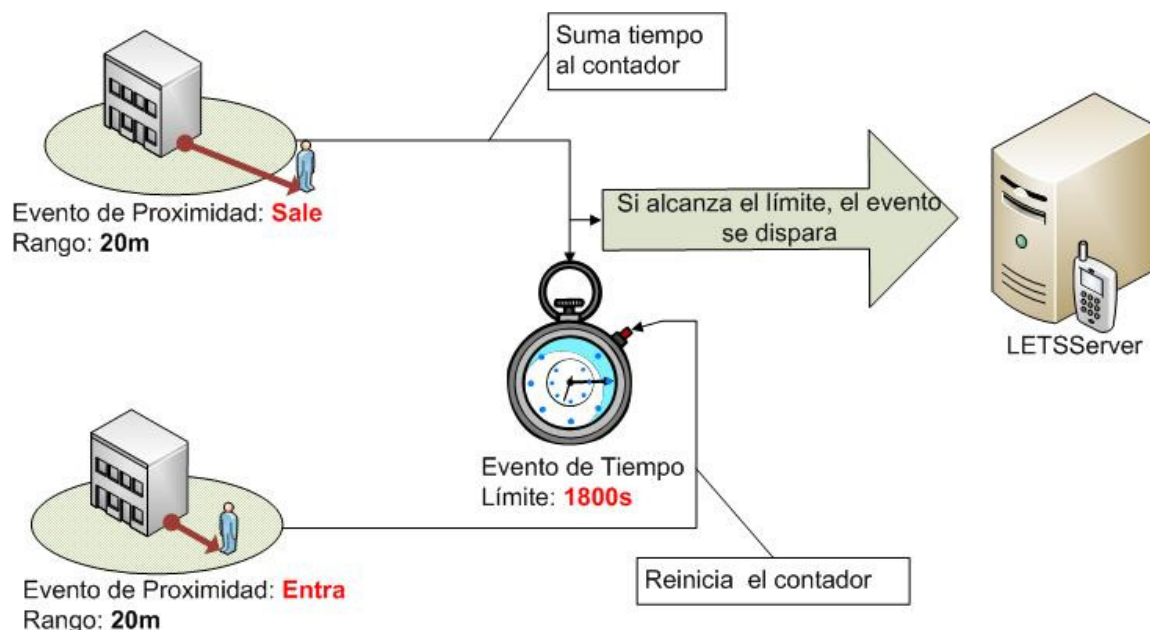 Suma tiempo
al contador
Evento de Proximidad: Sale
Rango: 20m
Si alcanza el límite, el evento
se dispara
LETSServer
Evento de Tiempo
Límite: 1800s
Evento de Proximidad: Entra
Rango: 20m
Reinicia el contador